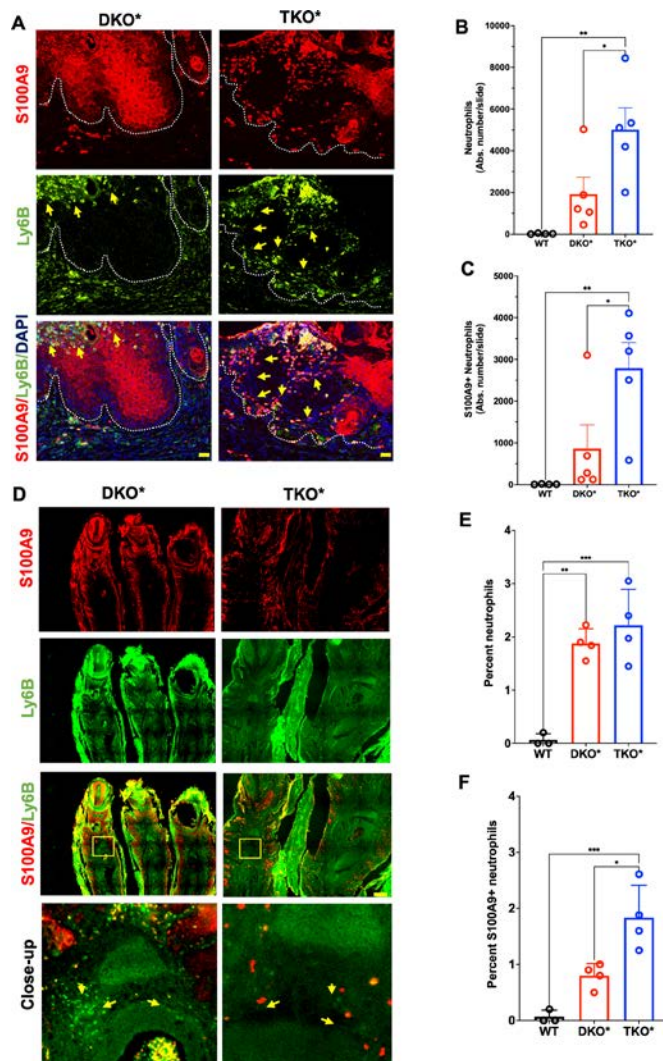 A
DKO*
TKO*
S100A9
Ly6B
S100A9/Ly6B/DAPI
B
Neutrophils
(Abs. number/slide)
10000
8000
6000
4000
2000
0
**
*
WT
DKO*
TKO*
C
S100A9+ Neutrophils
(Abs. number/slide)
5000
4000
3000
2000
1000
0
**
*
WT
DKO*
TKO*
D
DKO*
TKO*
S100A9
Ly6B
S100A9/Ly6B
Close-up
E
Percent neutrophils
4
3
2
1
0
***
**
WT
DKO*
TKO*
F
Percent S100A9+ neutrophils
4
3
2
1
0
***
*
WT
DKO*
TKO*